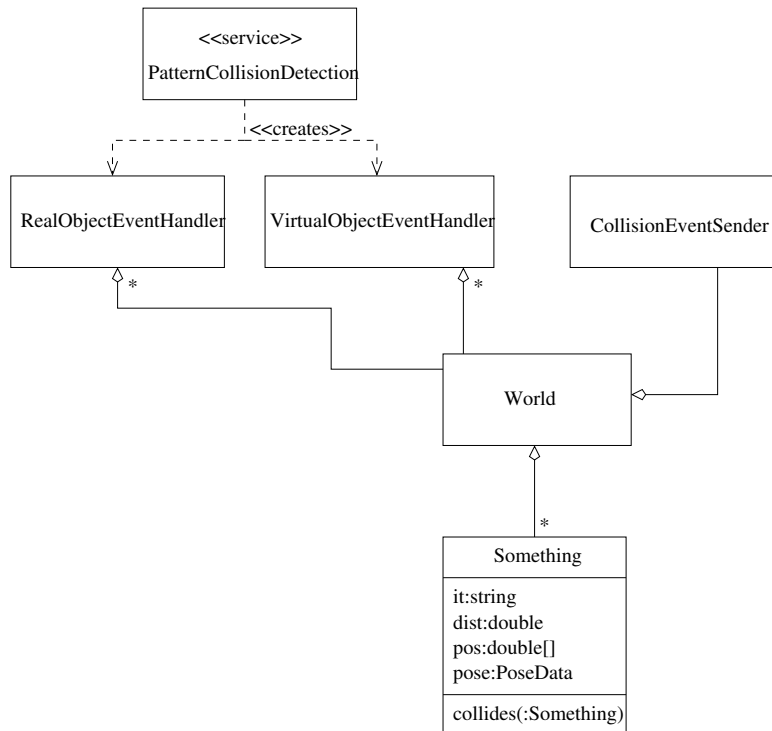 <<service>>
PatternCollisionDetection
<<creates>>
RealObjectEventHandler
VirtualObjectEventHandler
CollisionEventSender
*
*
World
*
Something
it:string
dist:double
pos:double[]
pose:PoseData
collides(:Something)